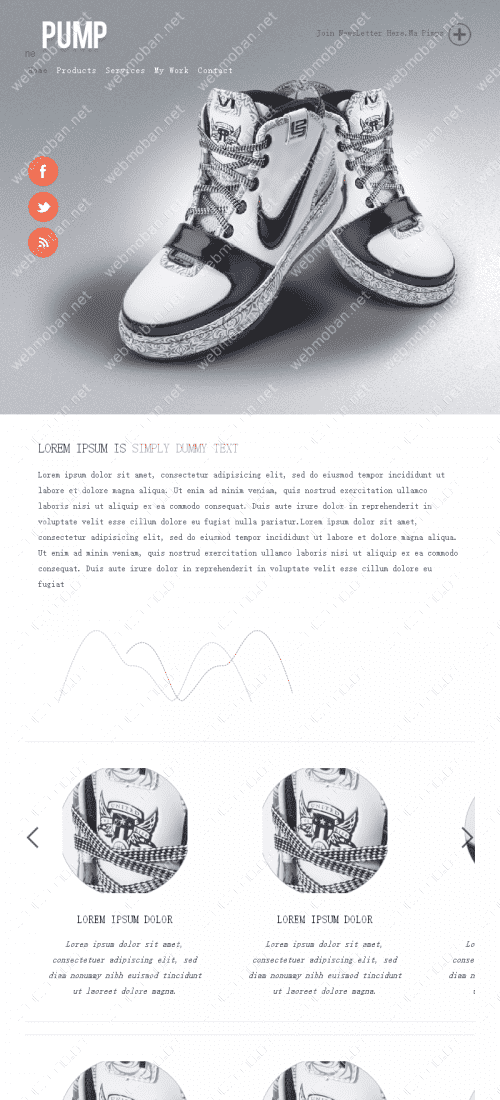 PUMP
Join NewsLetter Here.Ma Fimps
ne
Products Services My Work Contact
LOREM IPSUM IS SIMPLY DUMMY TEXT
Lorem ipsum dolor sit amet, consectetur adipisicing elit, sed do eiusmod tempor incididunt ut
labore et dolore magna aliqua. Ut enim ad minim veniam, quis nostrud exercitation ullamco
laboris nisi ut aliquip ex ea commodo consequat. Duis aute irure dolor in reprehenderit in
voluptate velit esse cillum dolore eu fugiat nulla pariatur.Lorem ipsum dolor sit amet,
consectetur adipisicing elit, sed do eiusmod tempor incididunt ut labore et dolore magna aliqua.
Ut enim ad minim veniam, quis nostrud exercitation ullamco laboris nisi ut aliquip ex ea commodo
consequat. Duis aute irure dolor in reprehenderit in voluptate velit esse cillum dolore eu
fugiat
LOREM IPSUM DOLOR
Lorem ipsum dolor sit amet,
consectetuer adipiscing elit, sed
diam nonummy nibh euismod tincidunt
ut laoreet dolore magna.
LOREM IPSUM DOLOR
Lorem ipsum dolor sit amet,
consectetuer adipiscing elit, sed
diam nonummy nibh euismod tincidunt
ut laoreet dolore magna.
Lo
conse
diam n
webmoban.net